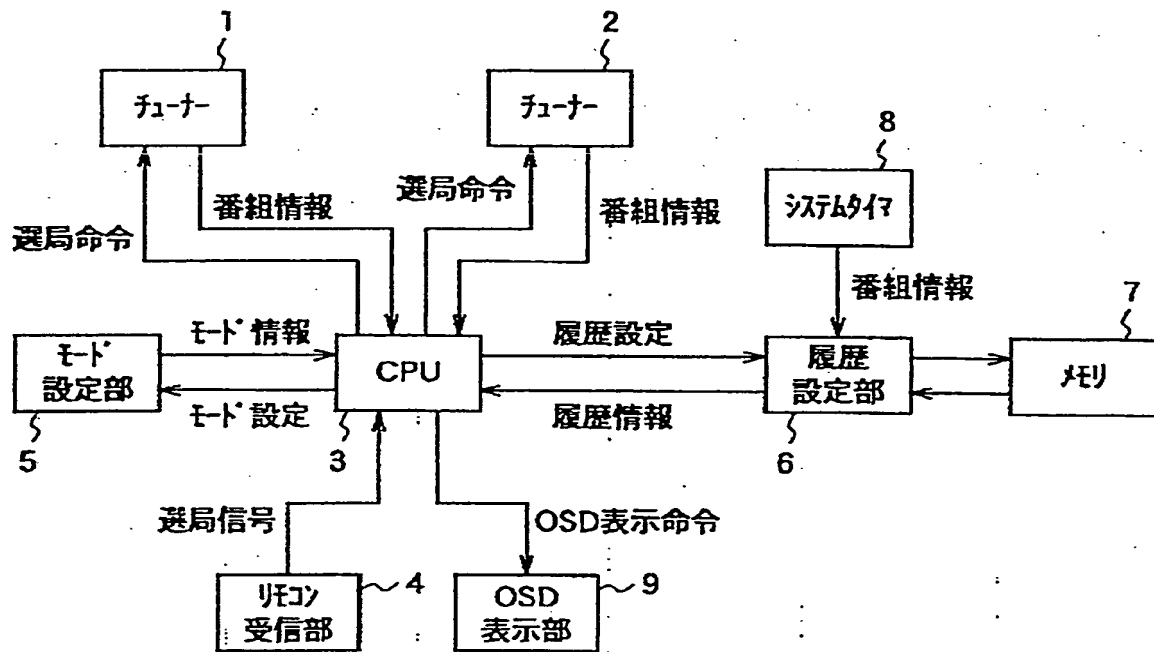 1
2
チューナー
チューナー
8
選局命令
番組情報
選局命令
番組情報
システムタイマ
選局命令
番組情報
7
モード情報
履歴設定
モード
設定部
CPU
履歴
設定部
メモリ
モード設定
履歴情報
5
3
6
選局信号
OSD表示命令
リモコン
受信部
4
OSD
表示部
9